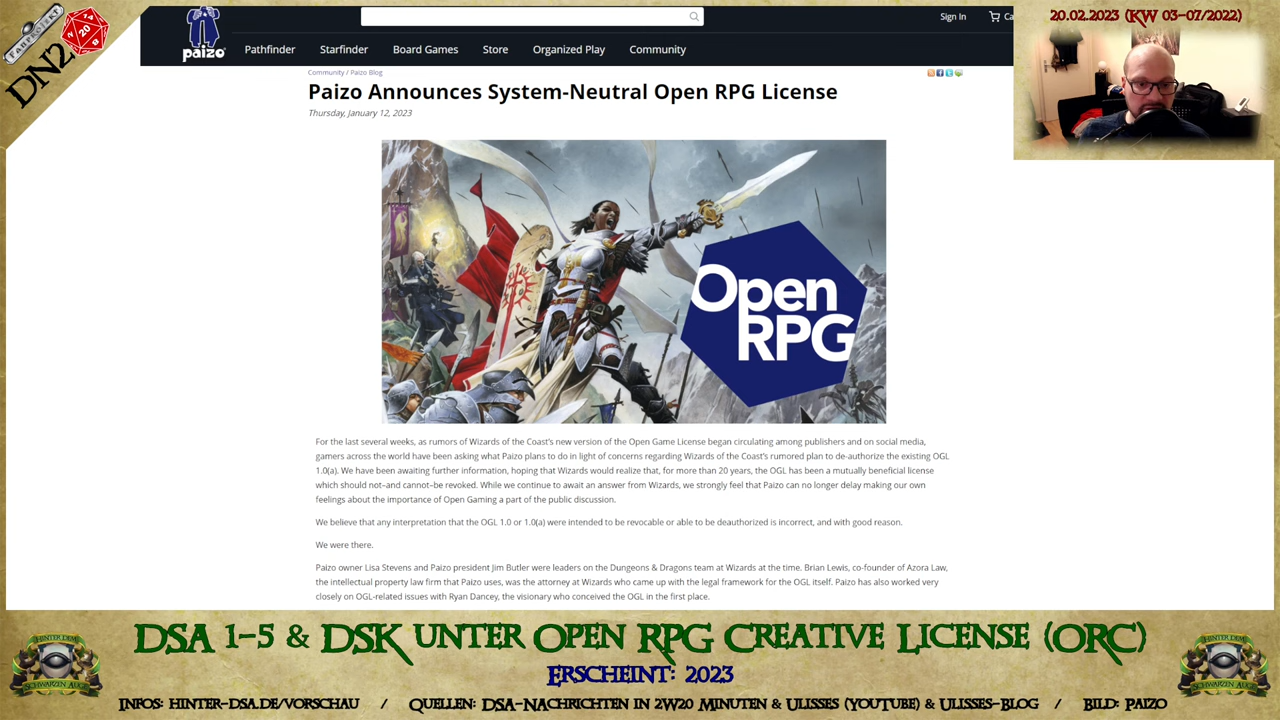 FANPROJEKT
DN2
20
14
paizo
Sign In
Ca
Pathfinder
Starfinder
Board Games
Store
Organized Play
Community
20.02.2023 (KW 03-07/2022)
Community / Paizo Blog
Paizo Announces System-Neutral Open RPG License
Thursday, January 12, 2023
Open
RPG
For the last several weeks, as rumors of Wizards of the Coast's new version of the Open Game License began circulating among publishers and on social media,
gamers across the world have been asking what Paizo plans to do in light of concerns regarding Wizards of the Coast's rumored plan to de-authorize the existing OGL
1.0(a). We have been awaiting further information, hoping that Wizards would realize that, for more than 20 years, the OGL has been a mutually beneficial license
which should not–and cannot–be revoked. While we continue to await an answer from Wizards, we strongly feel that Paizo can no longer delay making our own
feelings about the importance of Open Gaming a part of the public discussion.
We believe that any interpretation that the OGL 1.0 or 1.0(a) were intended to be revocable or able to be deauthorized is incorrect, and with good reason.
We were there.
Paizo owner Lisa Stevens and Paizo president Jim Butler were leaders on the Dungeons & Dragons team at Wizards at the time. Brian Lewis, co-founder of Azora Law,
the intellectual property law firm that Paizo uses, was the attorney at Wizards who came up with the legal framework for the OGL itself. Paizo has also worked very
closely on OGL-related issues with Ryan Dancey, the visionary who conceived the OGL in the first place.
DSA 1-5 & DSK unter Open RPG Creative License (ORC)
Erscheint: 2023
Infos: hinter-dsa.de/vorschau / Quellen: DSA-Nachrichten in 2W20 Minuten & Ulisses (YouTube) & Ulisses-Blog / Bild: Paizo
HINTER DEM
SCHWARZEN AUGE
HINTER DEM
SCHWARZEN AUGE